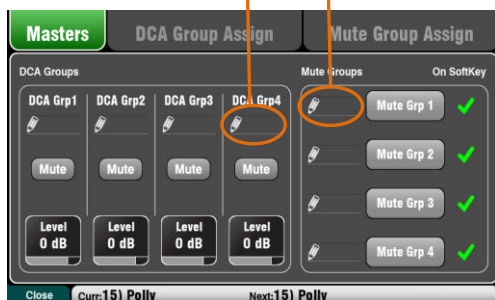 Masters DCA Group Assign Mute Group Assign
DCA Groups Mute Groups On SoftKey
DCA Grp1 DCA Grp2 DCA Grp3 DCA Grp4 Mute Grp 1
Mute Mute Mute Mute Mute Grp 2
Mute Grp 3
Level Level Level Level
0 dB 0 dB 0 dB 0 dB Mute Grp 4
Close Curr:15) Polly Next:15) Polly